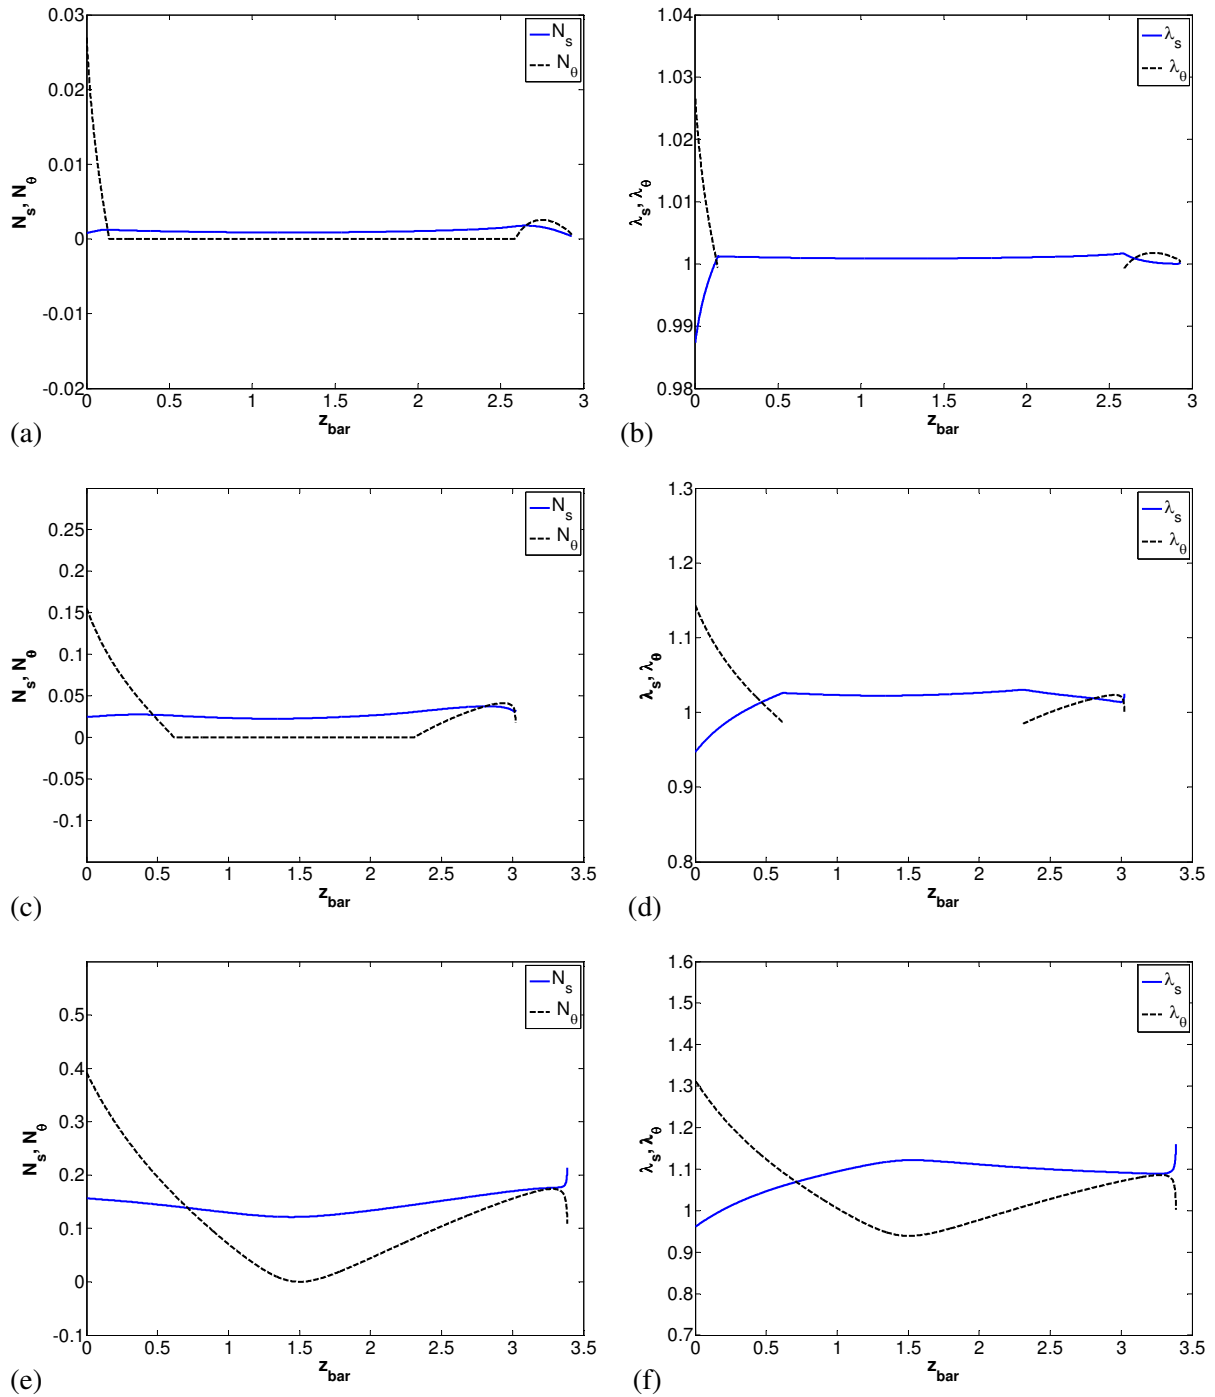 0.03
0.02
0.01
0
-0.01
-0.02
N_s, N_θ
N_s
N_θ
0 0.5 1 1.5 2 2.5 3
z_bar
(a)
1.04
1.03
1.02
1.01
1
0.99
0.98
λ_s, λ_θ
λ_s
λ_θ
0 0.5 1 1.5 2 2.5 3
z_bar
(b)
0.25
0.2
0.15
0.1
0.05
0
-0.05
-0.1
N_s, N_θ
N_s
N_θ
0 0.5 1 1.5 2 2.5 3 3.5
z_bar
(c)
1.3
1.2
1.1
1
0.9
0.8
λ_s, λ_θ
λ_s
λ_θ
0 0.5 1 1.5 2 2.5 3 3.5
z_bar
(d)
0.5
0.4
0.3
0.2
0.1
0
-0.1
N_s, N_θ
N_s
N_θ
0 0.5 1 1.5 2 2.5 3 3.5
z_bar
(e)
1.6
1.5
1.4
1.3
1.2
1.1
1
0.9
0.8
0.7
λ_s, λ_θ
λ_s
λ_θ
0 0.5 1 1.5 2 2.5 3 3.5
z_bar
(f)